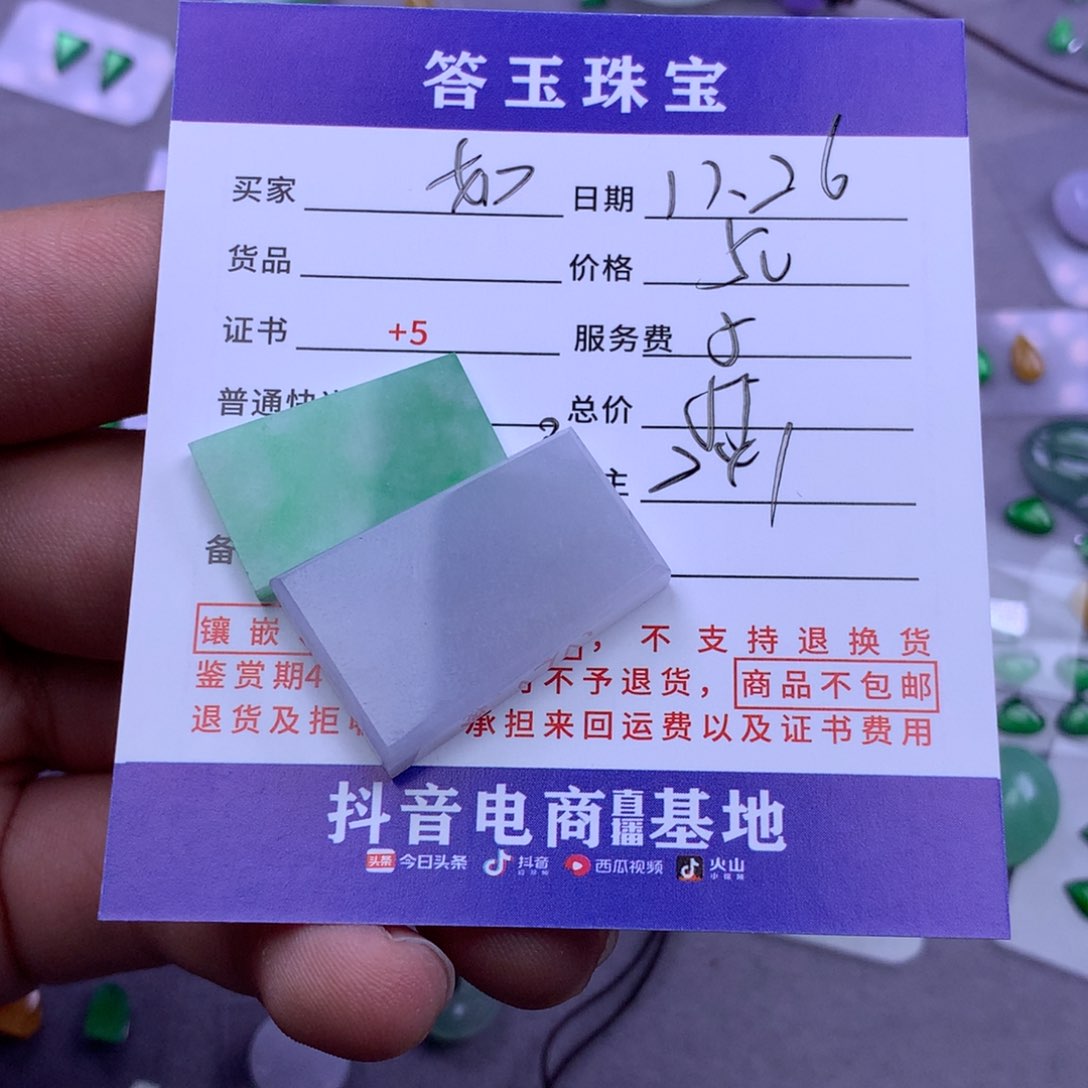 答玉珠宝
买家 如 日期 12.26
货品 价格 50
证书 +5 服务费 5
普通快 总价
主
备
镶嵌 ，不支持退换货
鉴赏期4 不予退货，商品不包邮
退货及拒 承担来回运费以及证书费用
抖音电商直播基地
头条 今日头条 抖音 西瓜视频 火山